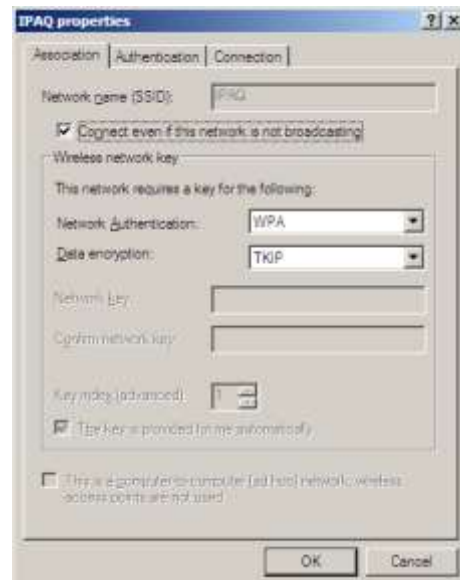 IPAQ properties
? x
Association Authentication Connection
Network name (SSID): IPAQ
Connect even if this network is not broadcasting
Wireless network key
This network requires a key for the following:
Network Authentication: WPA
Data encryption: TKIP
Network key:
Confirm network key:
Key index (advanced): 1
The key is provided for me automatically
This is a computer-to-computer (ad hoc) network; wireless
access points are not used
OK Cancel